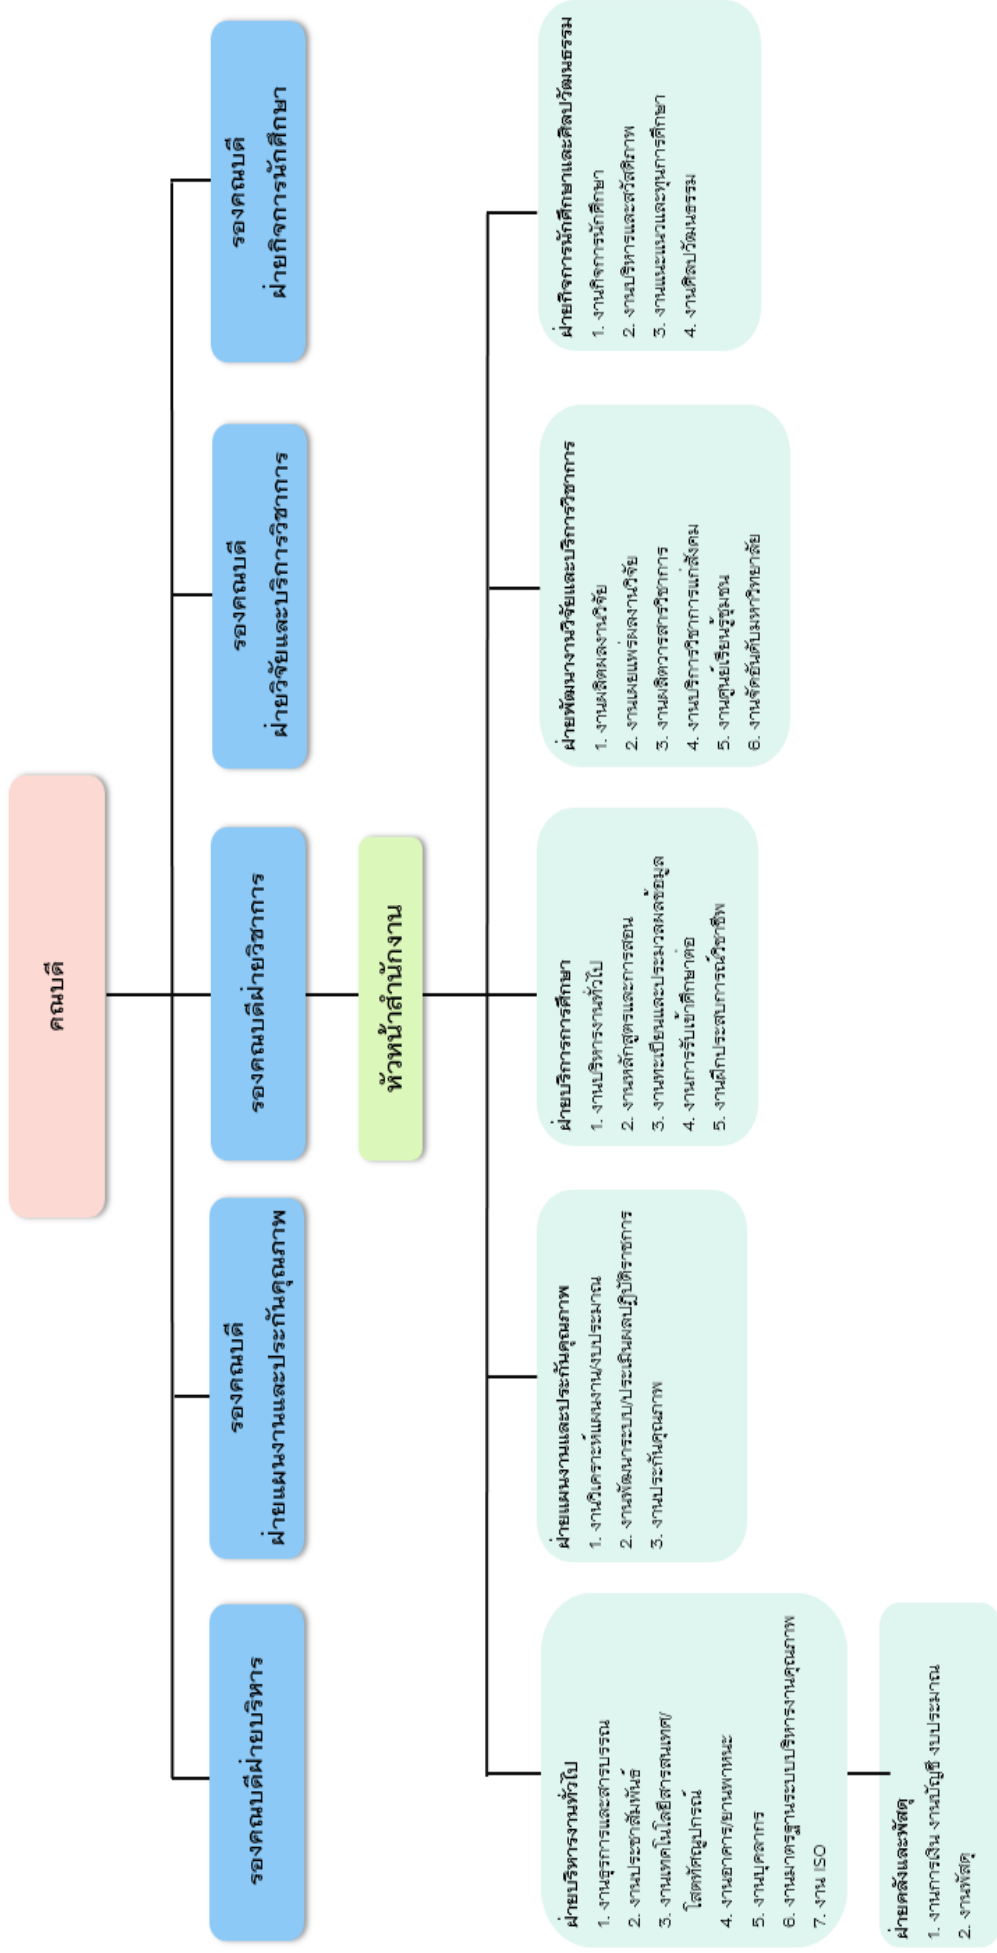 คณบดี
รองคณบดีฝ่ายบริหาร
รองคณบดี
ฝ่ายแผนงานและประกันคุณภาพ
รองคณบดีฝ่ายวิชาการ
รองคณบดี
ฝ่ายวิจัยและบริการวิชาการ
รองคณบดี
ฝ่ายกิจการนักศึกษา
หัวหน้าสำนักงาน
ฝ่ายบริหารงานทั่วไป
1. งานธุรการและสารบรรณ
2. งานประชาสัมพันธ์
3. งานเทคโนโลยีสารสนเทศ/
โสตทัศณูปกรณ์
4. งานอาคาร/ยานพาหนะ
5. งานบุคลากร
6. งานมาตรฐานระบบบริหารงานคุณภาพ
7. งาน ISO
ฝ่ายคลังและพัสดุ
1. งานการเงิน งานบัญชี งบประมาณ
2. งานพัสดุ
ฝ่ายแผนงานและประกันคุณภาพ
1. งานวิเคราะห์แผนงาน/งบประมาณ
2. งานพัฒนาระบบ/ประเมินผลปฏิบัติราชการ
3. งานประกันคุณภาพ
ฝ่ายบริการการศึกษา
1. งานบริหารงานทั่วไป
2. งานหลักสูตรและการสอน
3. งานทะเบียนและประมวลผลข้อมูล
4. งานการรับเข้าศึกษาต่อ
5. งานฝึกประสบการณ์วิชาชีพ
ฝ่ายพัฒนางานวิจัยและบริการวิชาการ
1. งานผลิตผลงานวิจัย
2. งานเผยแพร่ผลงานวิจัย
3. งานผลิตวารสารวิชาการ
4. งานบริการวิชาการแก่สังคม
5. งานศูนย์เรียนรู้ชุมชน
6. งานจัดอันดับมหาวิทยาลัย
ฝ่ายกิจการนักศึกษาและศิลปวัฒนธรรม
1. งานกิจการนักศึกษา
2. งานบริหารและสวัสดิภาพ
3. งานแนะแนวและทุนการศึกษา
4. งานศิลปวัฒนธรรม